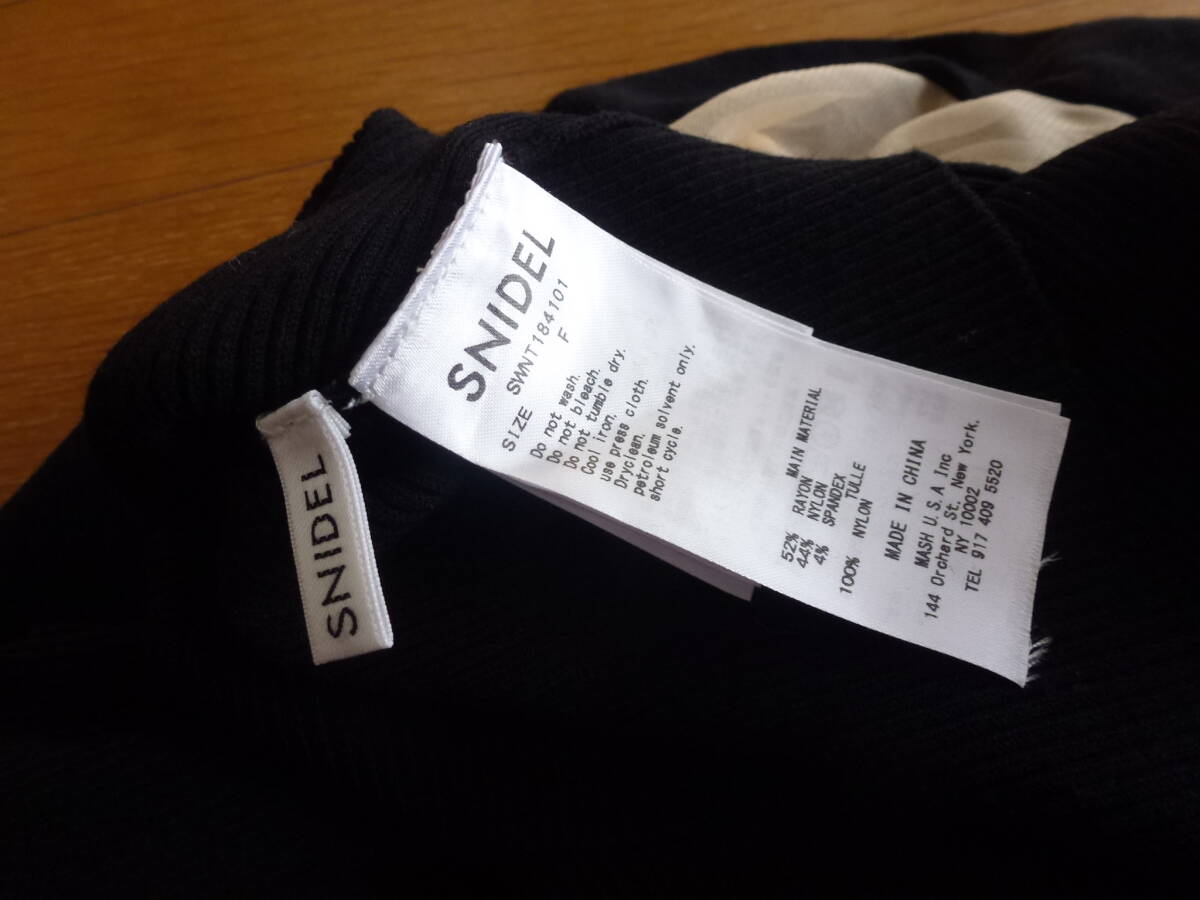 SNIDEL
SWNT184101
SIZE F
Do not wash.
Do not bleach.
Do not tumble dry.
Cool iron.
use press cloth.
Dryclean.
petroleum solvent only.
short cycle.
MAIN MATERIAL
52% RAYON
44% NYLON
4% SPANDEX
TULLE
100% NYLON
MADE IN CHINA
MASH U.S.A Inc
144 Orchard St. New York.
NY 10002
TEL 917 409 5520
SNIDEL